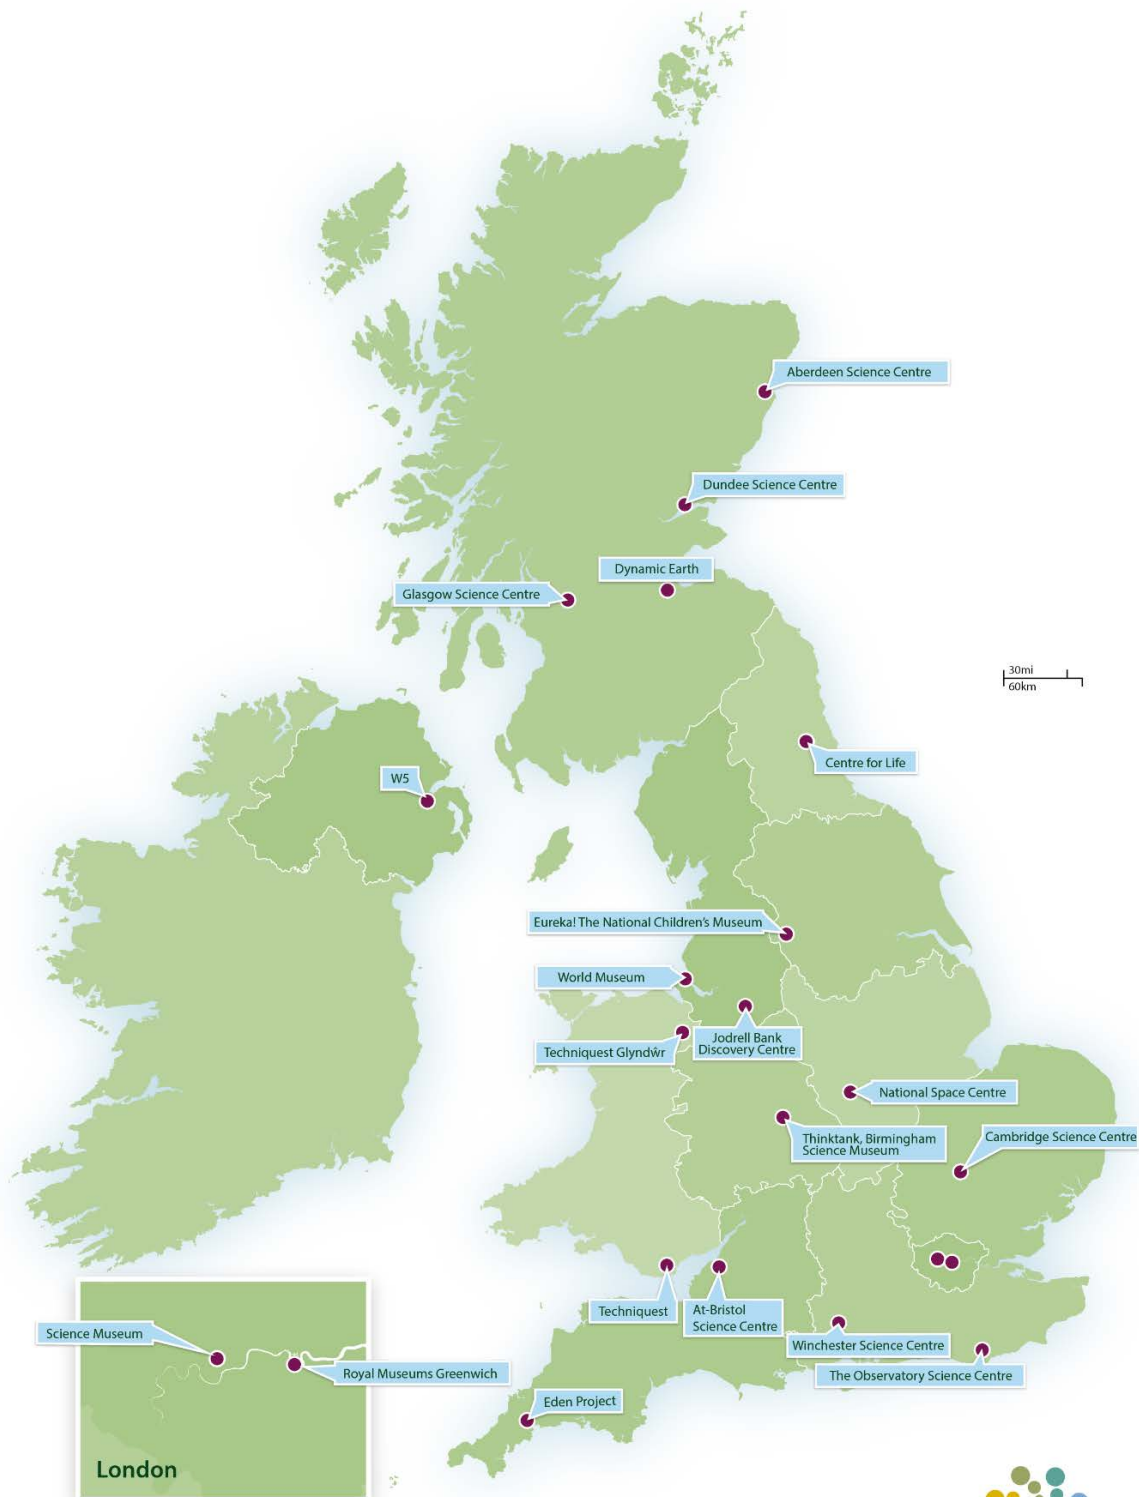 Aberdeen Science Centre
Dundee Science Centre
Dynamic Earth
Glasgow Science Centre
30mi
60km
Centre for Life
W5
Eureka! The National Children's Museum
World Museum
Jodrell Bank
Discovery Centre
Techniquest Glyndŵr
National Space Centre
Thinktank, Birmingham
Science Museum
Cambridge Science Centre
Techniquest
At-Bristol
Science Centre
Winchester Science Centre
The Observatory Science Centre
Eden Project
Science Museum
Royal Museums Greenwich
London